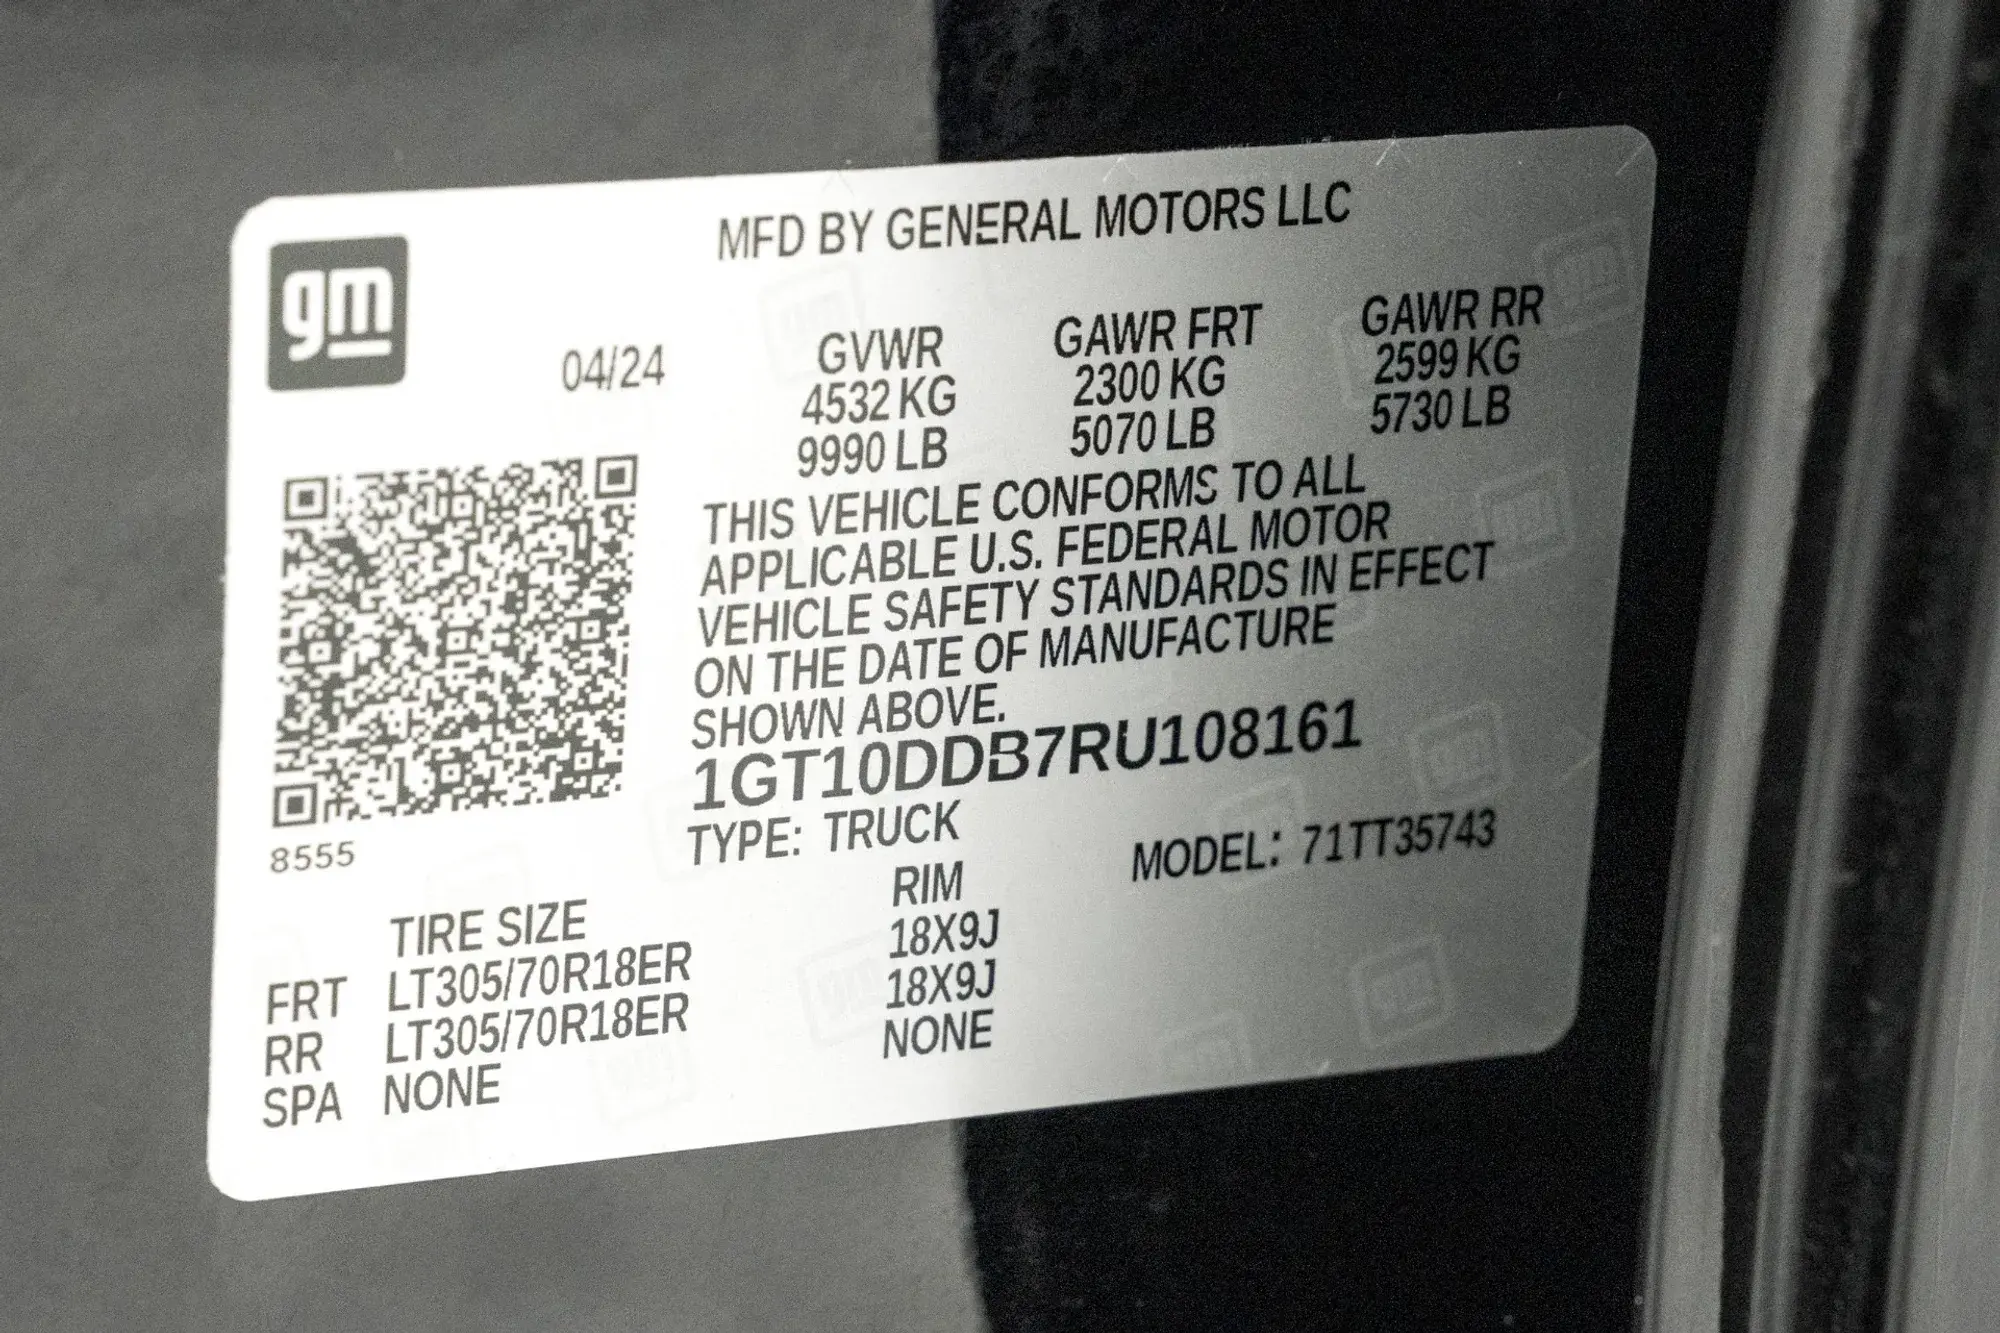 gm
MFD BY GENERAL MOTORS LLC
04/24 GVWR GAWR FRT GAWR RR
4532 KG 2300 KG 2599 KG
9990 LB 5070 LB 5730 LB
THIS VEHICLE CONFORMS TO ALL
APPLICABLE U.S. FEDERAL MOTOR
VEHICLE SAFETY STANDARDS IN EFFECT
ON THE DATE OF MANUFACTURE
SHOWN ABOVE.
1GT10DDB7RU108161
TYPE: TRUCK MODEL: 71TT35743
8555
TIRE SIZE RIM
FRT LT305/70R18ER 18X9J
RR LT305/70R18ER 18X9J
SPA NONE NONE